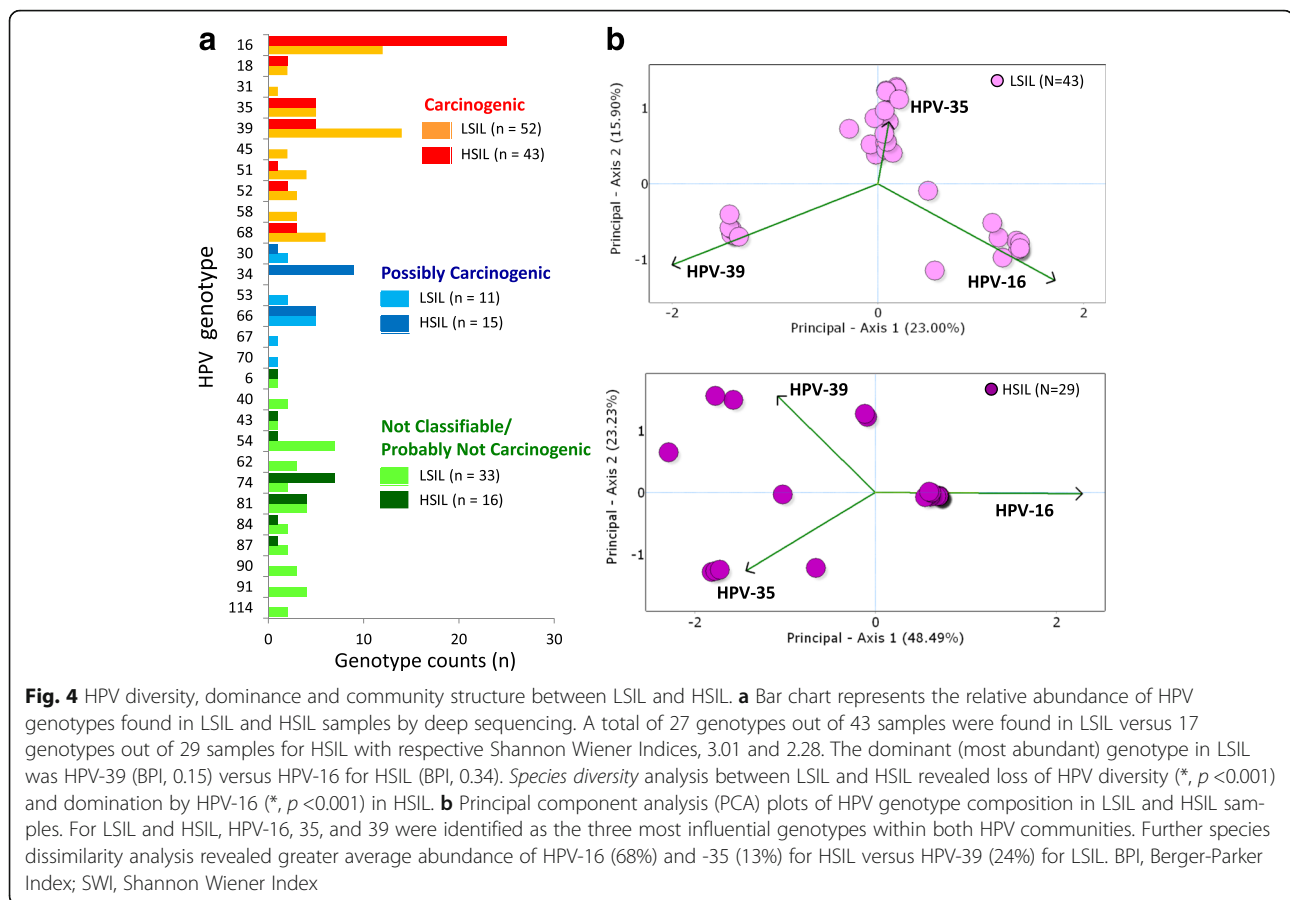 a
HPV genotype
16
18
31
35
39
45
51
52
58
68
30
34
53
66
67
70
6
40
43
54
62
74
81
84
87
90
91
114
0 10 20 30
Genotype counts (n)
Carcinogenic
LSIL (n = 52)
HSIL (n = 43)
Possibly Carcinogenic
LSIL (n = 11)
HSIL (n = 15)
Not Classifiable/
Probably Not Carcinogenic
LSIL (n = 33)
HSIL (n = 16)
b
LSIL (N=43)
HPV-35
HPV-39
HPV-16
Principal - Axis 2 (15.90%)
1
0
-1
-2 0 2
Principal - Axis 1 (23.00%)
HSIL (N=29)
HPV-39
HPV-16
HPV-35
Principal - Axis 2 (23.23%)
1
0
-1
-2 0 2
Principal - Axis 1 (48.49%)
Fig. 4 HPV diversity, dominance and community structure between LSIL and HSIL. a Bar chart represents the relative abundance of HPV
genotypes found in LSIL and HSIL samples by deep sequencing. A total of 27 genotypes out of 43 samples were found in LSIL versus 17
genotypes out of 29 samples for HSIL with respective Shannon Wiener Indices, 3.01 and 2.28. The dominant (most abundant) genotype in LSIL
was HPV-39 (BPI, 0.15) versus HPV-16 for HSIL (BPI, 0.34). Species diversity analysis between LSIL and HSIL revealed loss of HPV diversity (*, p <0.001)
and domination by HPV-16 (*, p <0.001) in HSIL. b Principal component analysis (PCA) plots of HPV genotype composition in LSIL and HSIL sam-
ples. For LSIL and HSIL, HPV-16, 35, and 39 were identified as the three most influential genotypes within both HPV communities. Further species
dissimilarity analysis revealed greater average abundance of HPV-16 (68%) and -35 (13%) for HSIL versus HPV-39 (24%) for LSIL. BPI, Berger-Parker
Index; SWI, Shannon Wiener Index